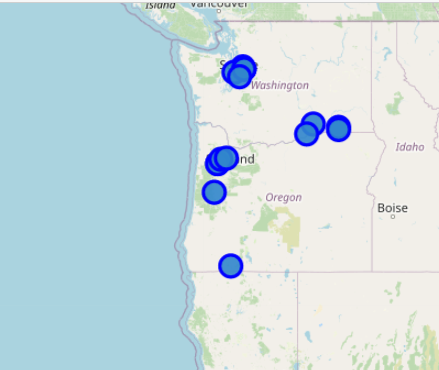 Island
Vancouver
Washington
Idaho
Oregon
Boise